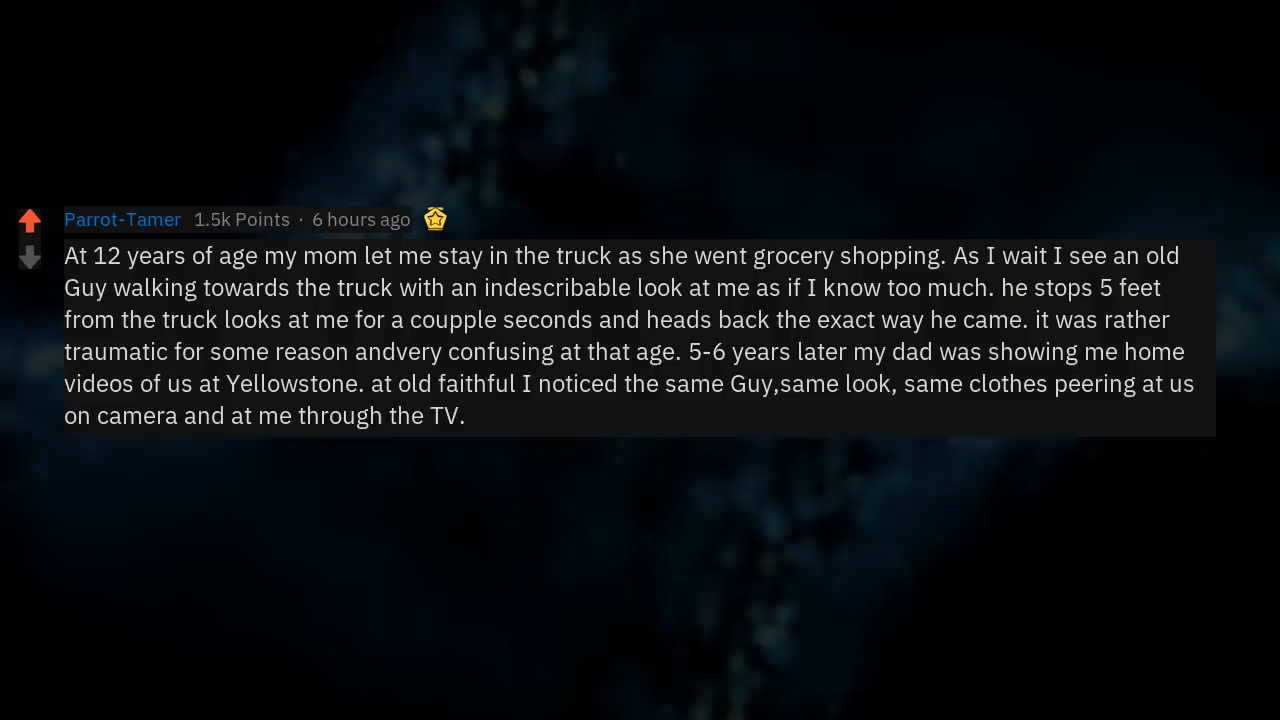 Parrot-Tamer 1.5k Points · 6 hours ago
At 12 years of age my mom let me stay in the truck as she went grocery shopping. As I wait I see an old
Guy walking towards the truck with an indescribable look at me as if I know too much. he stops 5 feet
from the truck looks at me for a coupple seconds and heads back the exact way he came. it was rather
traumatic for some reason andvery confusing at that age. 5-6 years later my dad was showing me home
videos of us at Yellowstone. at old faithful I noticed the same Guy,same look, same clothes peering at us
on camera and at me through the TV.